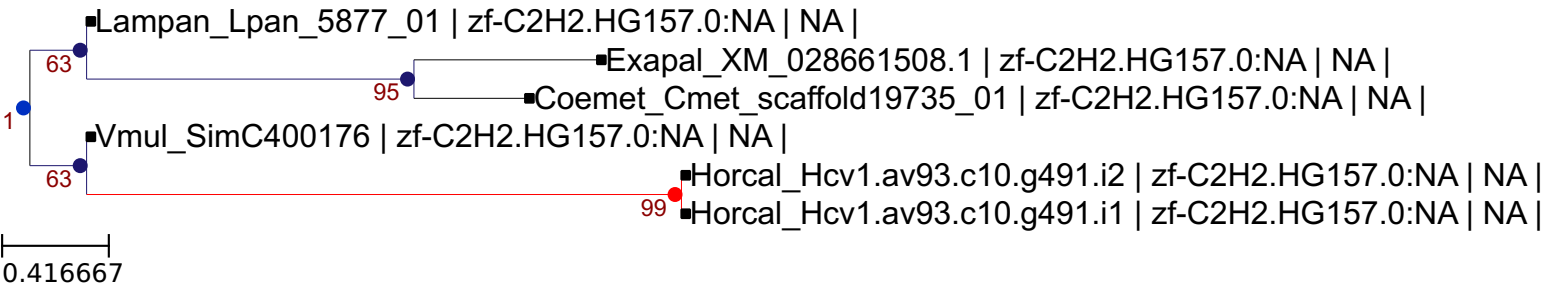 Lampan_Lpan_5877_01 | zf-C2H2.HG157.0:NA | NA |
63
Exapal_XM_028661508.1 | zf-C2H2.HG157.0:NA | NA |
95
Coemet_Cmet_scaffold19735_01 | zf-C2H2.HG157.0:NA | NA |
1
Vmul_SimC400176 | zf-C2H2.HG157.0:NA | NA |
63
Horcal_Hcv1.av93.c10.g491.i2 | zf-C2H2.HG157.0:NA | NA |
99
Horcal_Hcv1.av93.c10.g491.i1 | zf-C2H2.HG157.0:NA | NA |
0.416667